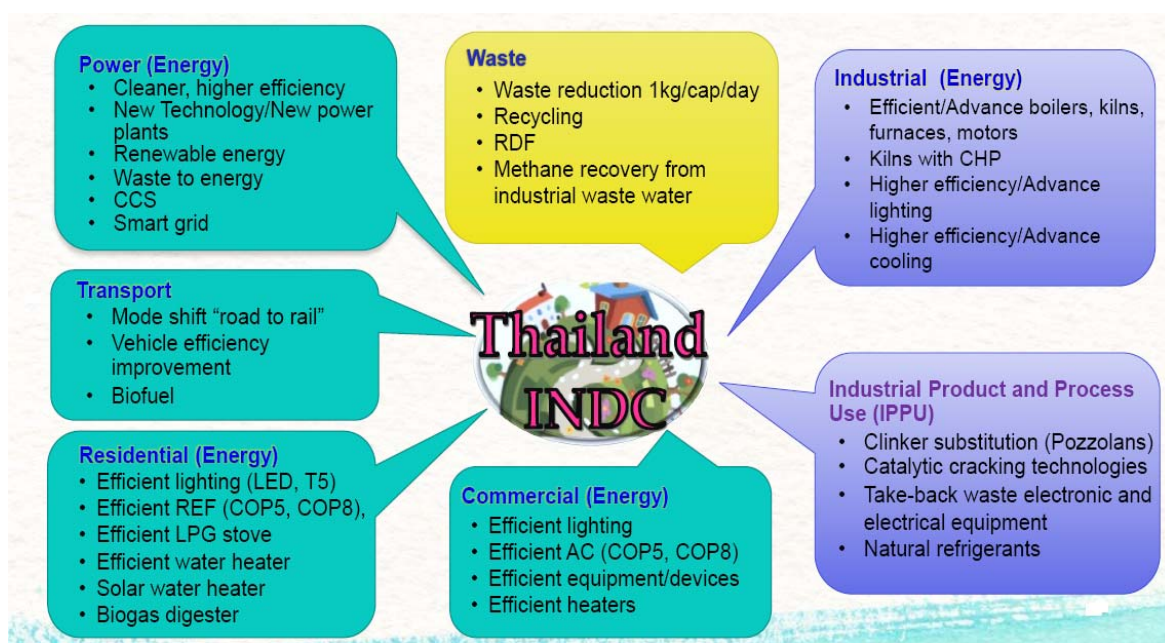 Power (Energy)
• Cleaner, higher efficiency
• New Technology/New power
plants
• Renewable energy
• Waste to energy
• CCS
• Smart grid
Waste
• Waste reduction 1kg/cap/day
• Recycling
• RDF
• Methane recovery from
industrial waste water
Industrial (Energy)
• Efficient/Advance boilers, kilns,
furnaces, motors
• Kilns with CHP
• Higher efficiency/Advance
lighting
• Higher efficiency/Advance
cooling
Transport
• Mode shift “road to rail”
• Vehicle efficiency
improvement
• Biofuel
Thailand
INDC
Industrial Product and Process
Use (IPPU)
• Clinker substitution (Pozzolans)
• Catalytic cracking technologies
• Take-back waste electronic and
electrical equipment
• Natural refrigerants
Residential (Energy)
• Efficient lighting (LED, T5)
• Efficient REF (COP5, COP8),
• Efficient LPG stove
• Efficient water heater
• Solar water heater
• Biogas digester
Commercial (Energy)
• Efficient lighting
• Efficient AC (COP5, COP8)
• Efficient equipment/devices
• Efficient heaters